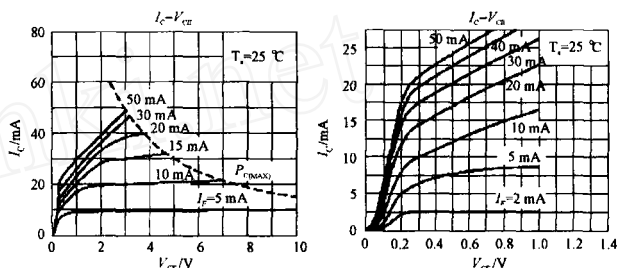 I_C-V_CE
80
60
40
20
0
I_C/mA
T_a=25 ℃
50 mA
30 mA
20 mA
15 mA
10 mA
I_F=5 mA
P_C(MAX)
2
4
6
8
10
V_CE/V
I_C-V_CE
25
20
15
10
5
0
I_C/mA
T_a=25 ℃
50 mA
40 mA
30 mA
20 mA
10 mA
5 mA
I_F=2 mA
0
0.2
0.4
0.6
0.8
1.0
1.2
1.4
V_CE/V